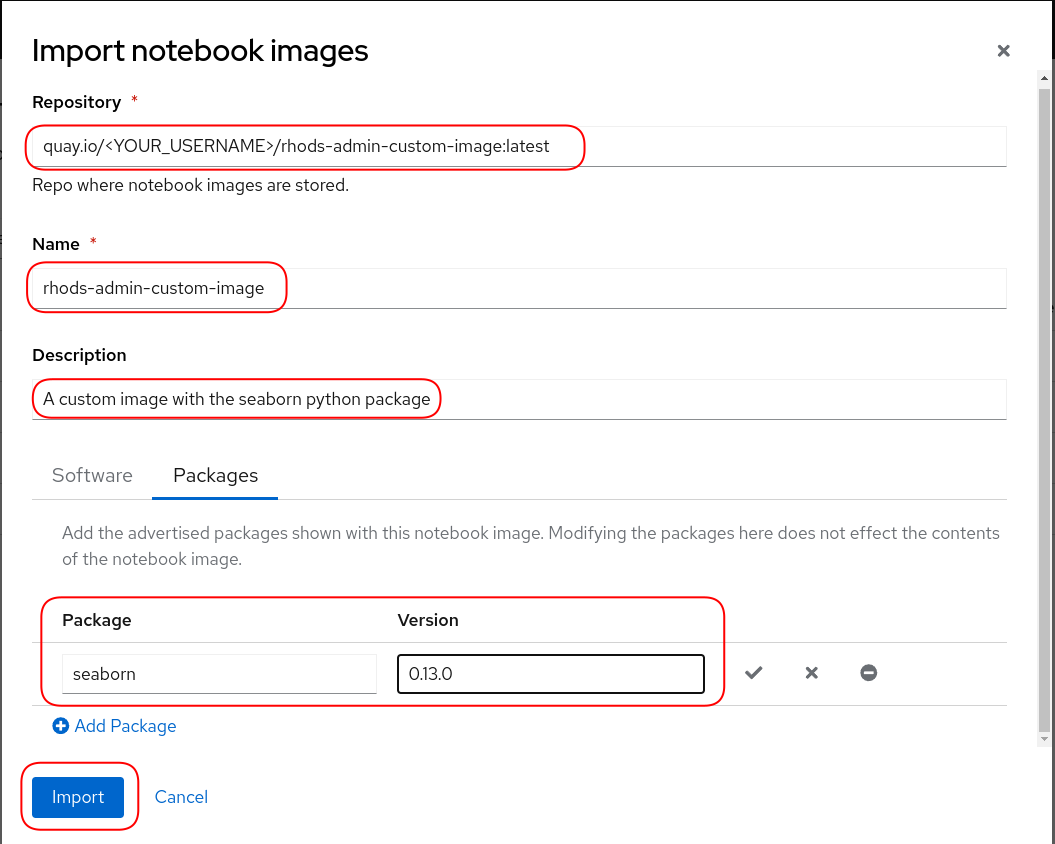 Import notebook images
Repository *
quay.io/<YOUR_USERNAME>/rhods-admin-custom-image:latest
Repo where notebook images are stored.
Name *
rhods-admin-custom-image
Description
A custom image with the seaborn python package
Software Packages
Add the advertised packages shown with this notebook image. Modifying the packages here does not effect the contents
of the notebook image.
Package Version
seaborn 0.13.0
Add Package
Import Cancel